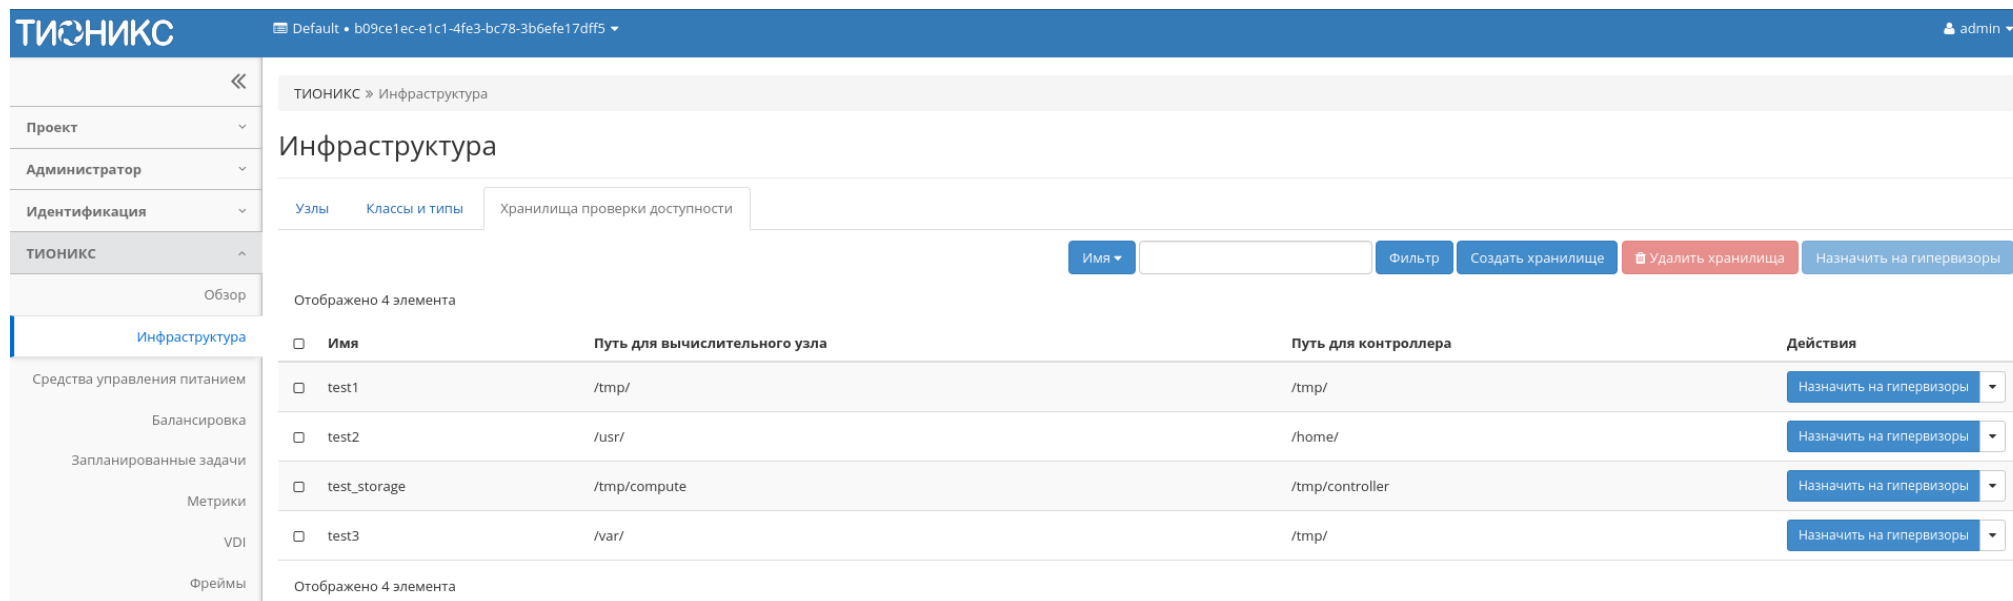 ТИОНИКС
Default • b09ce1ec-e1c1-4fe3-bc78-3b6efe17dff5
admin
ТИОНИКС » Инфраструктура
Проект
Администратор
Идентификация
ТИОНИКС
Обзор
Инфраструктура
Средства управления питанием
Балансировка
Запланированные задачи
Метрики
VDI
Фреймы
Инфраструктура
Узлы Классы и типы Хранилища проверки доступности
Имя Фильтр Создать хранилище Удалить хранилища Назначить на гипервизоры
Отображено 4 элемента
Имя Путь для вычислительного узла Путь для контроллера Действия
test1 /tmp/ /tmp/ Назначить на гипервизоры
test2 /usr/ /home/ Назначить на гипервизоры
test_storage /tmp/compute /tmp/controller Назначить на гипервизоры
test3 /var/ /tmp/ Назначить на гипервизоры
Отображено 4 элемента